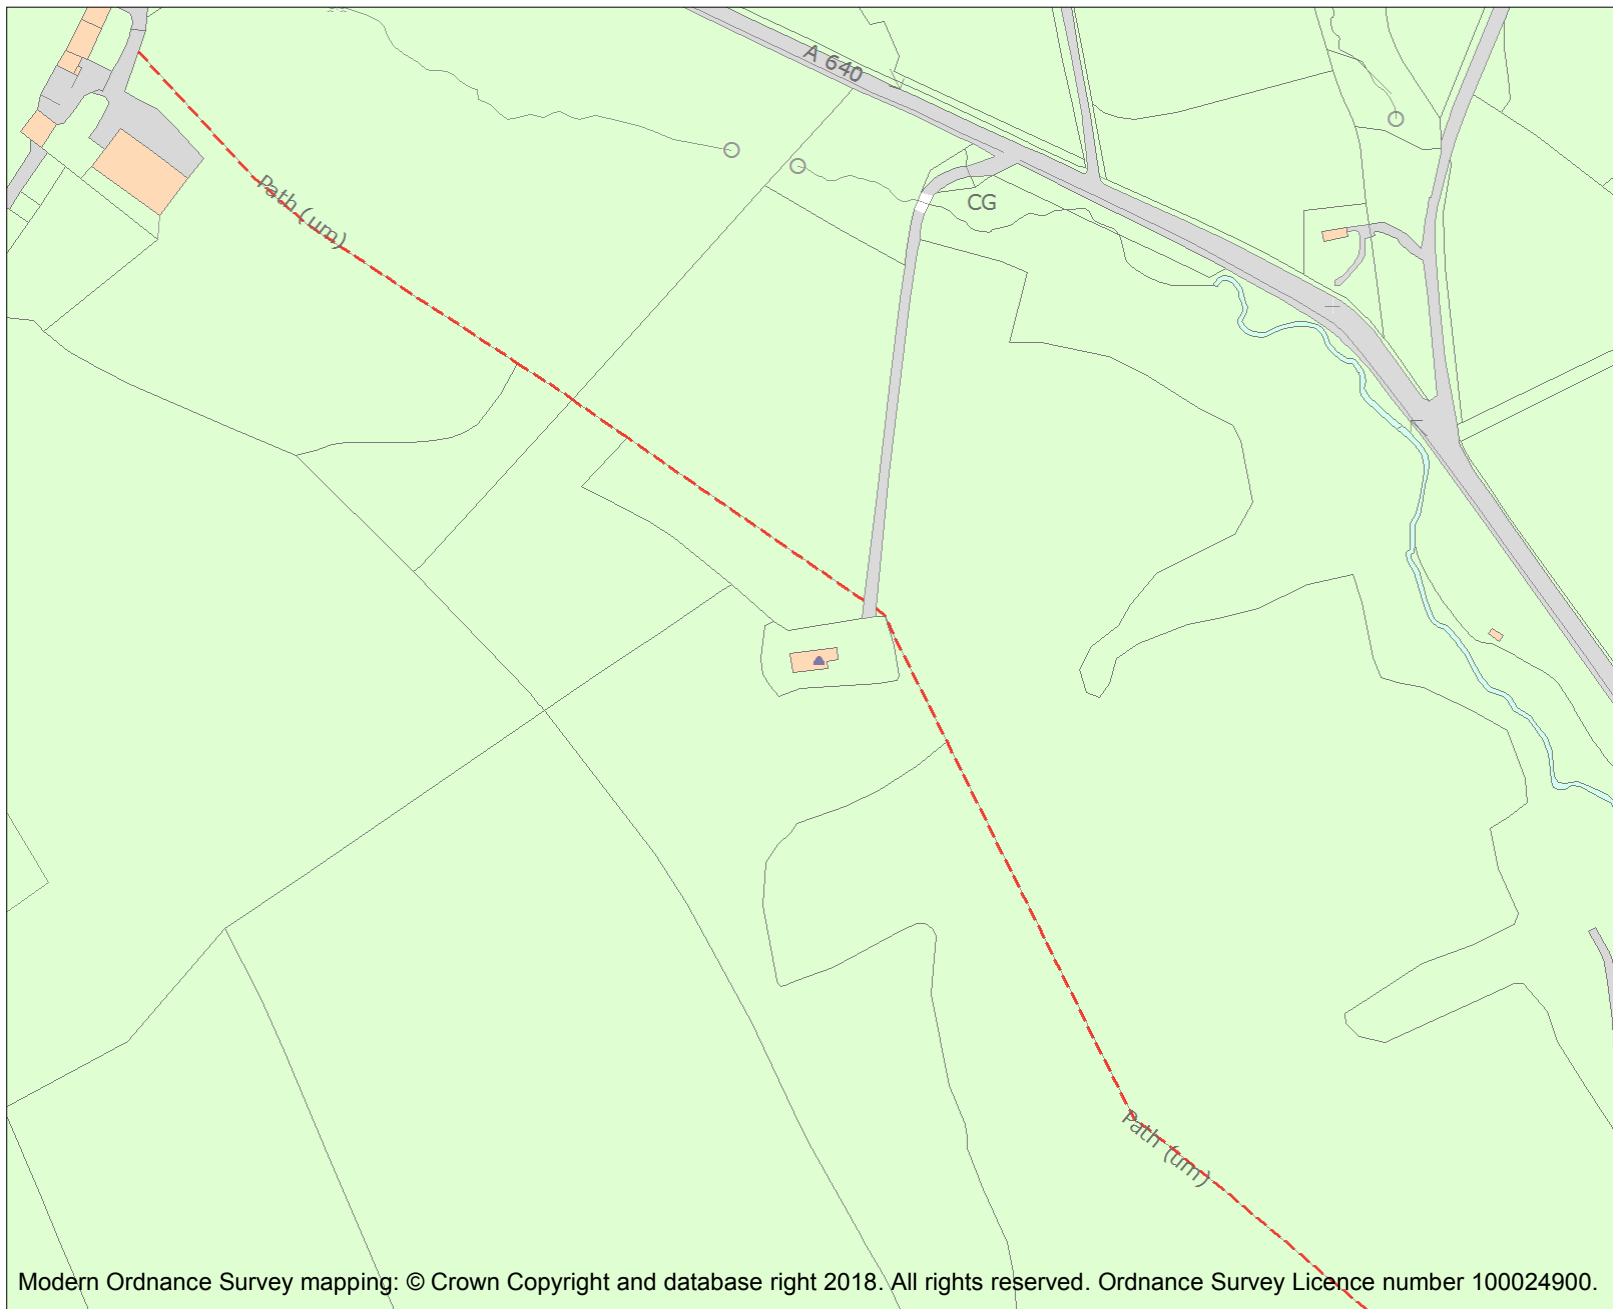 A 640
Path (um)
CG
Path (um)
Modern Ordnance Survey mapping: © Crown Copyright and database right 2018. All rights reserved. Ordnance Survey Licence number 100024900.